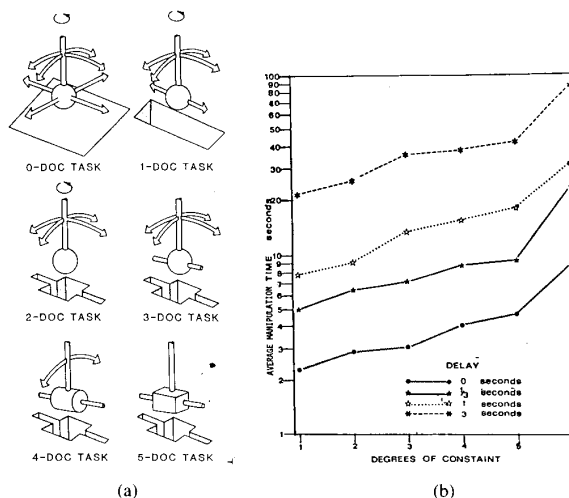 0-DOC TASK
1-DOC TASK
2-DOC TASK
3-DOC TASK
4-DOC TASK
5-DOC TASK
(a)
AVERAGE MANIPULATION TIME seconds
100
90
80
70
60
50
40
30
20
10
9
8
7
6
5
4
3
2
1
DELAY
0 seconds
1/3 seconds
1 seconds
3 seconds
1
2
3
4
5
DEGREES OF CONSTAINT
(b)